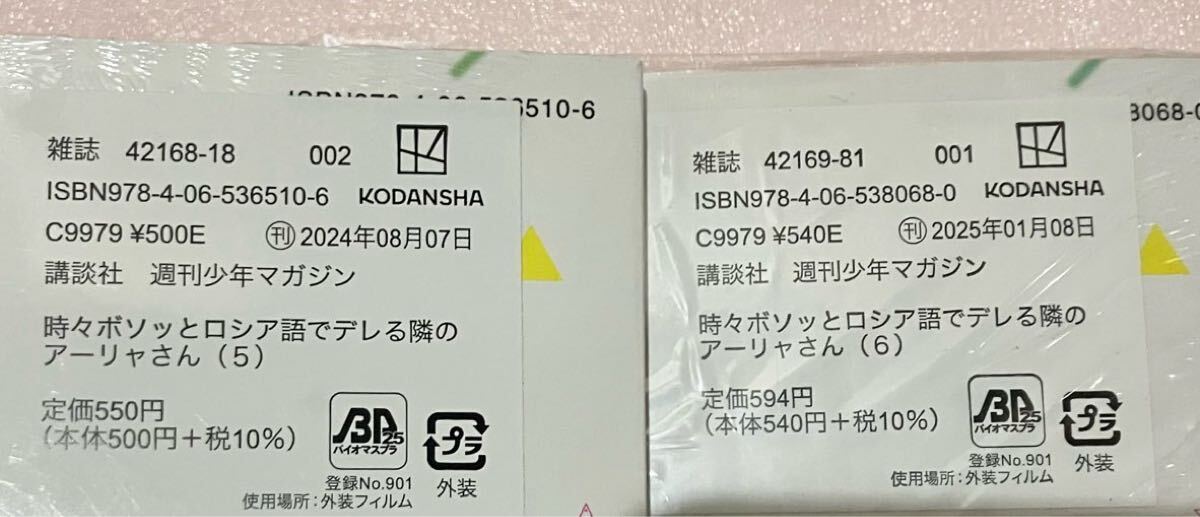 ISBN978-4-06-536510-6
雑誌 42168-18 002
ISBN978-4-06-536510-6 KODANSHA
C9979 ¥500E ㊞刊 2024年08月07日
講談社 週刊少年マガジン
時々ボソッとロシア語でデレる隣の
アーリャさん(5)
定価550円
(本体500円+税10%)
BP
25
バイオマスプラ
プラ
登録No.901 外装
使用場所:外装フィルム
8068-0
雑誌 42169-81 001
ISBN978-4-06-538068-0 KODANSHA
C9979 ¥540E 刊 2025年01月08日
講談社 週刊少年マガジン
時々ボソッとロシア語でデレる隣の
アーリャさん(6)
定価594円
(本体540円+税10%)
BP
25
バイオマスプラ
プラ
登録No.901 外装
使用場所:外装フィルム